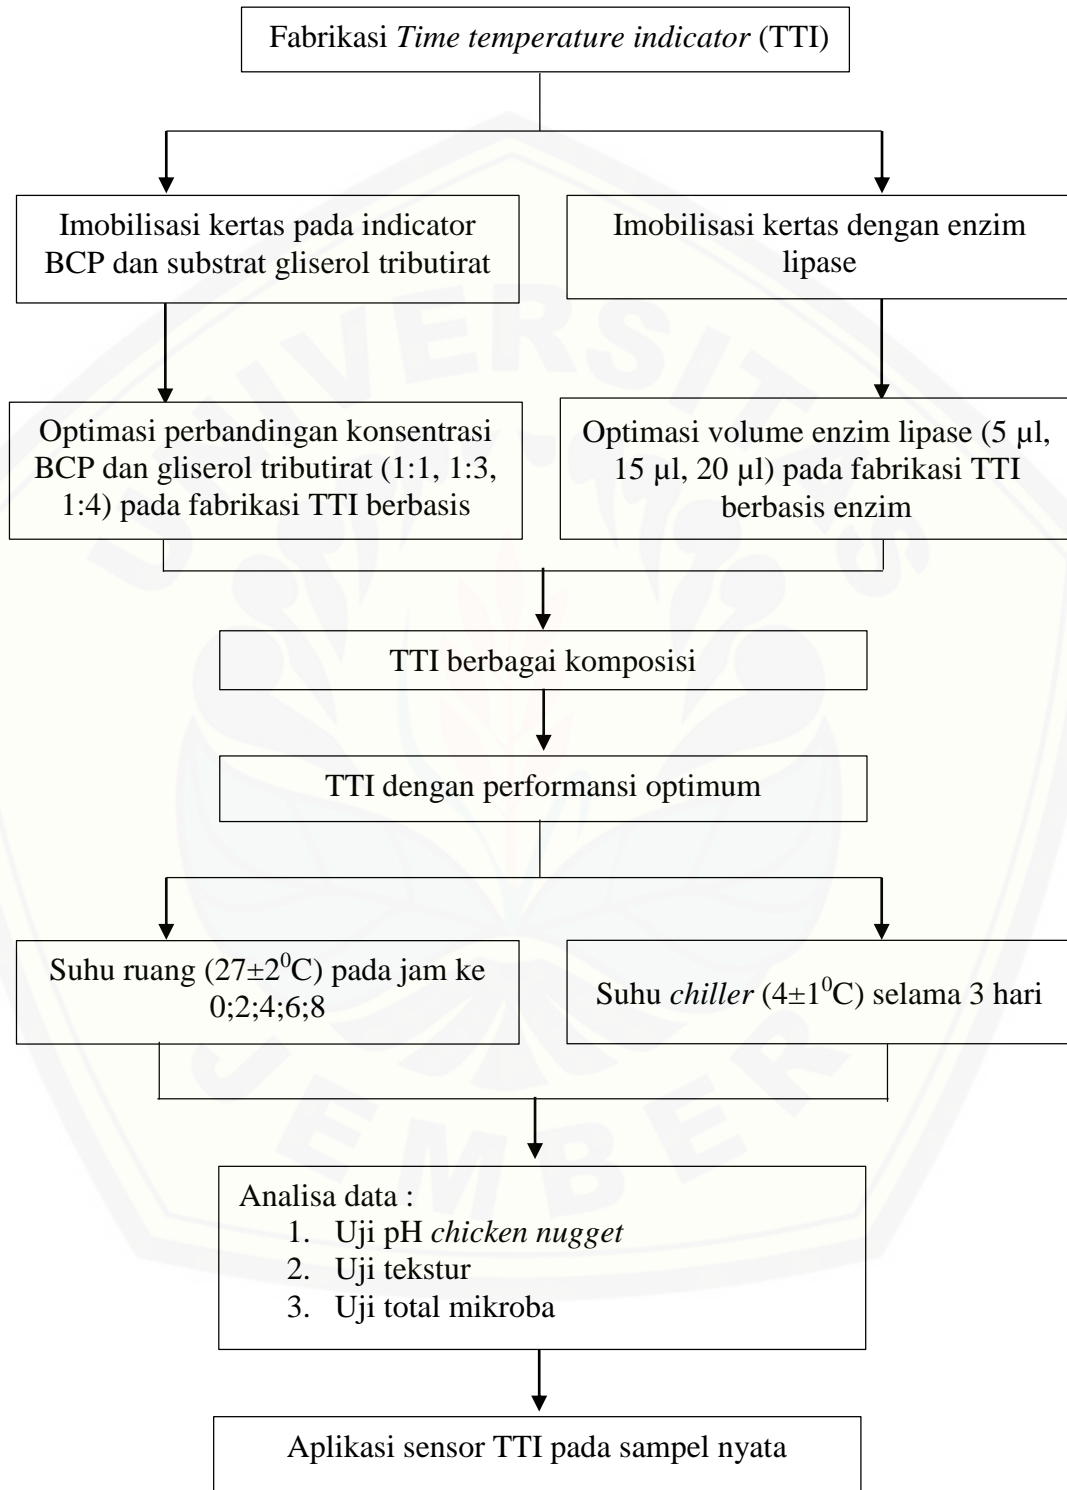 Fabrikasi Time temperature indicator (TTI)
Imobilisasi kertas pada indicator
BCP dan substrat gliserol tributirat
Imobilisasi kertas dengan enzim
lipase
Optimasi perbandingan konsentrasi
BCP dan gliserol tributirat (1:1, 1:3,
1:4) pada fabrikasi TTI berbasis
Optimasi volume enzim lipase (5 µl,
15 µl, 20 µl) pada fabrikasi TTI
berbasis enzim
TTI berbagai komposisi
TTI dengan performansi optimum
Suhu ruang (27±2⁰C) pada jam ke
0;2;4;6;8
Suhu chiller (4±1⁰C) selama 3 hari
Analisa data :
1. Uji pH chicken nugget
2. Uji tekstur
3. Uji total mikroba
Aplikasi sensor TTI pada sampel nyata
UNIVERSITAS
JEMBER